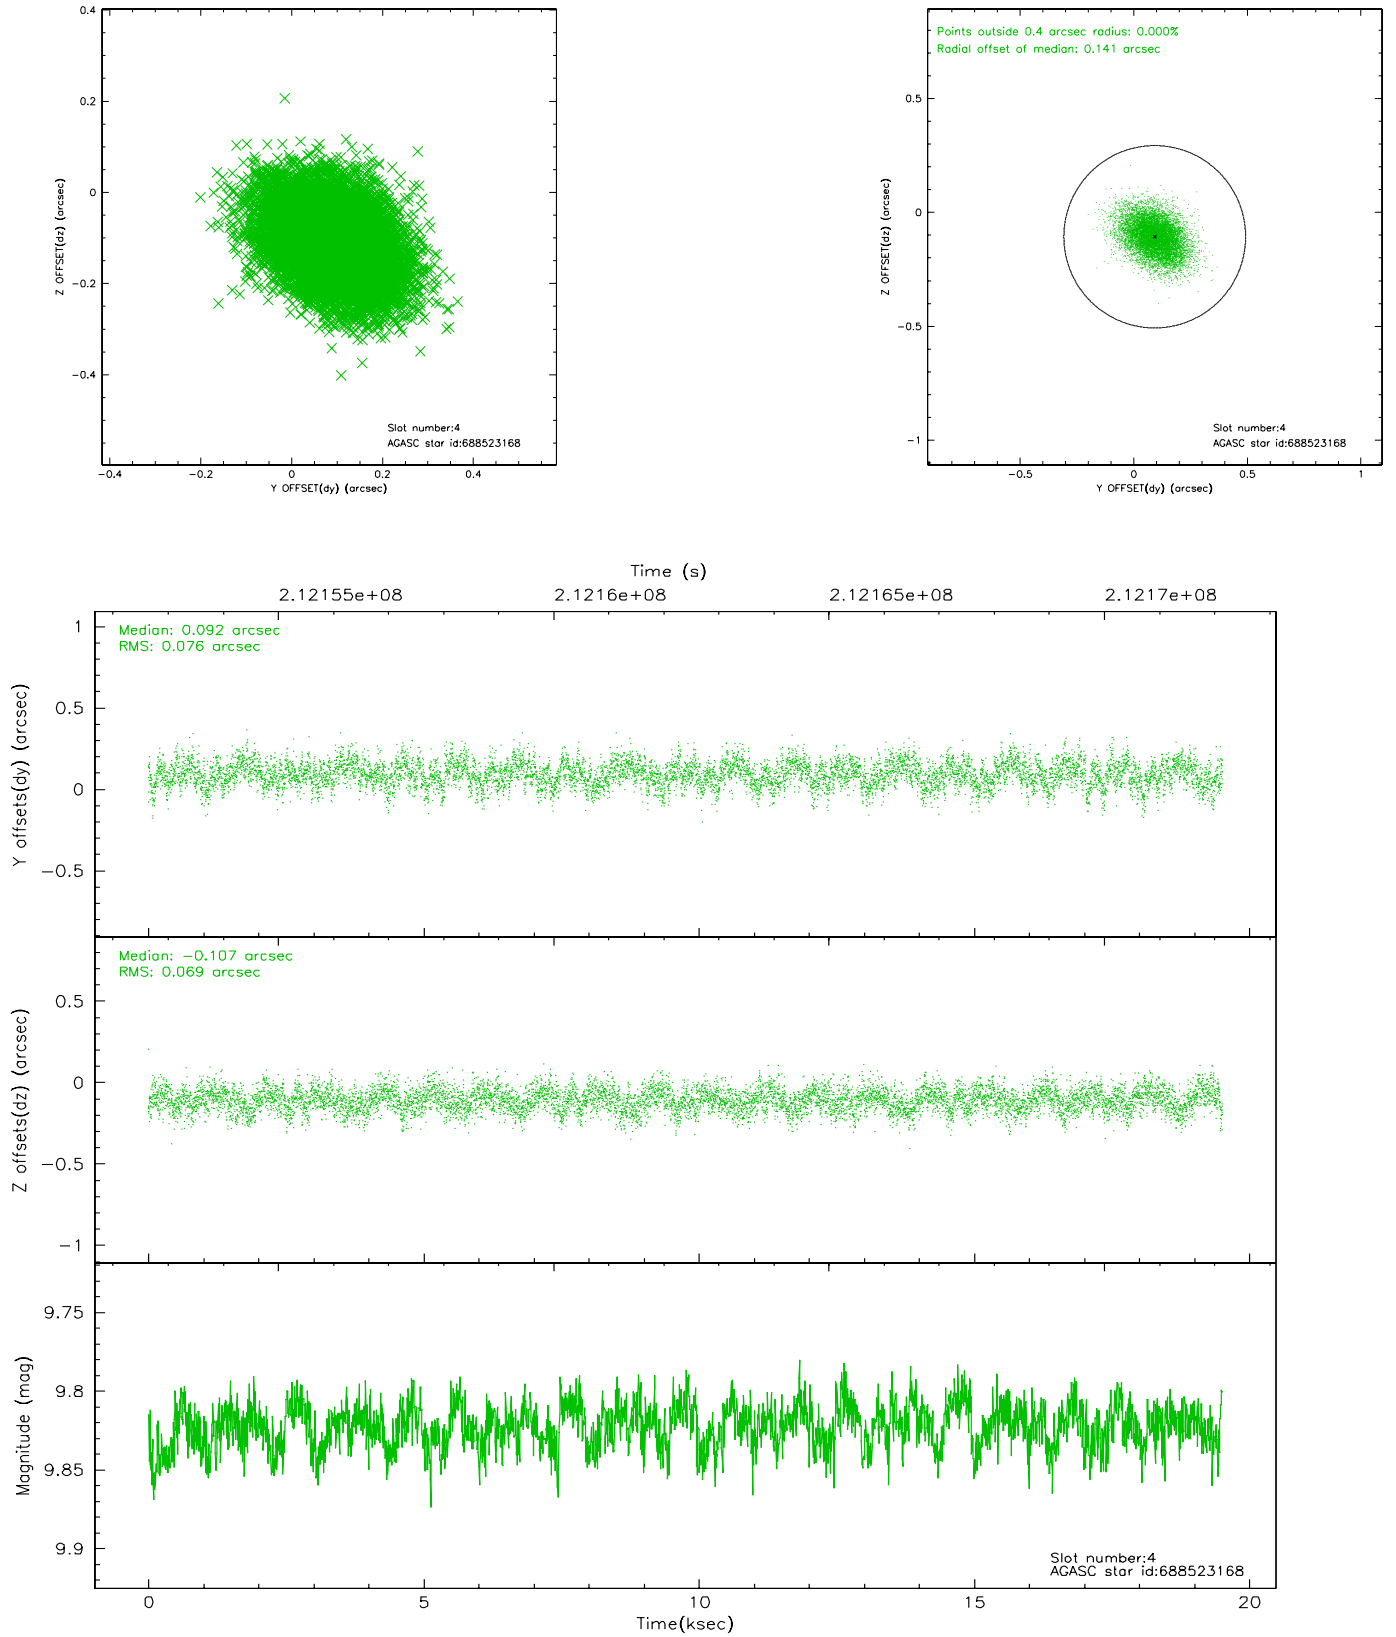 0.4
0.2
0
−0.2
−0.4
Z OFFSET(dz) (arcsec)
Slot number:4
AGASC star id:688523168
−0.4
−0.2
0
0.2
0.4
Y OFFSET(dy) (arcsec)
Points outside 0.4 arcsec radius: 0.000%
Radial offset of median: 0.141 arcsec
0.5
0
−0.5
−1
Z OFFSET(dz) (arcsec)
Slot number:4
AGASC star id:688523168
−0.5
0
0.5
1
Y OFFSET(dy) (arcsec)
Time (s)
2.12155e+08
2.1216e+08
2.12165e+08
2.1217e+08
Median: 0.092 arcsec
RMS: 0.076 arcsec
1
0.5
0
−0.5
Y offsets(dy) (arcsec)
Median: −0.107 arcsec
RMS: 0.069 arcsec
0.5
0
−0.5
−1
Z offsets(dz) (arcsec)
9.75
9.8
9.85
9.9
Magnitude (mag)
Slot number:4
AGASC star id:688523168
0
5
10
15
20
Time(ksec)